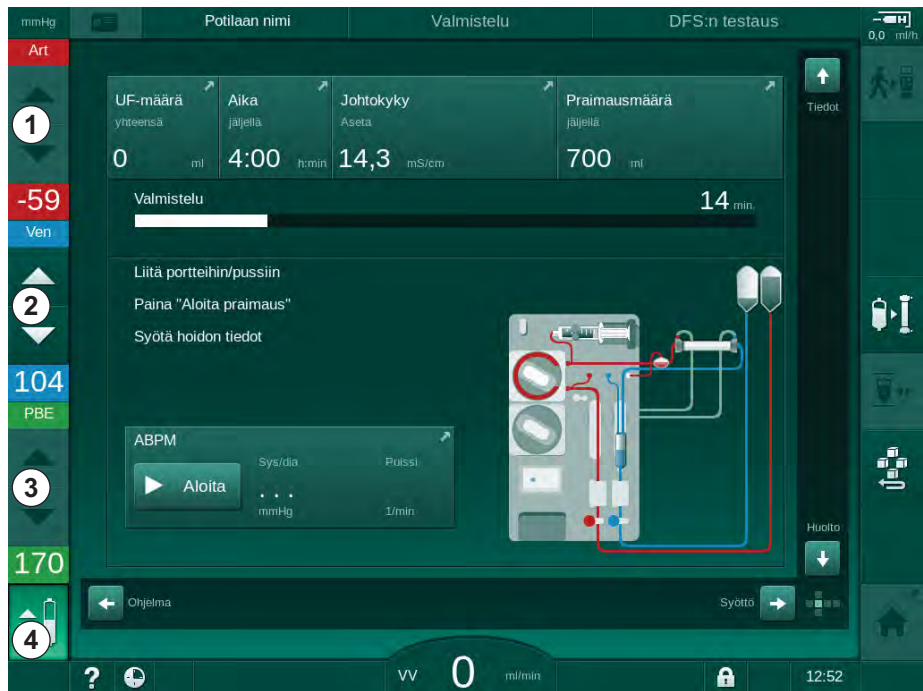 mmHg
Potilaan nimi
Valmistelu
DFS:n testaus
0,0 ml/h
Art
1
-59
Ven
2
104
PBE
3
170
4
UF-määrä
yhteensä
0 ml
Aika
jäljellä
4:00 h:min
Johtokyky
Aseta
14,3 mS/cm
Praimausmäärä
jäljellä
700 ml
Tiedot
Valmistelu
14 min.
Liitä portteihin/pussiin
Paina "Aloita praimaus"
Syötä hoidon tiedot
ABPM
Aloita
Sys/dia
. . .
mmHg
Pulssi
1/min
Huolto
Ohjelma
Syöttö
?
VV 0 ml/min
12:52